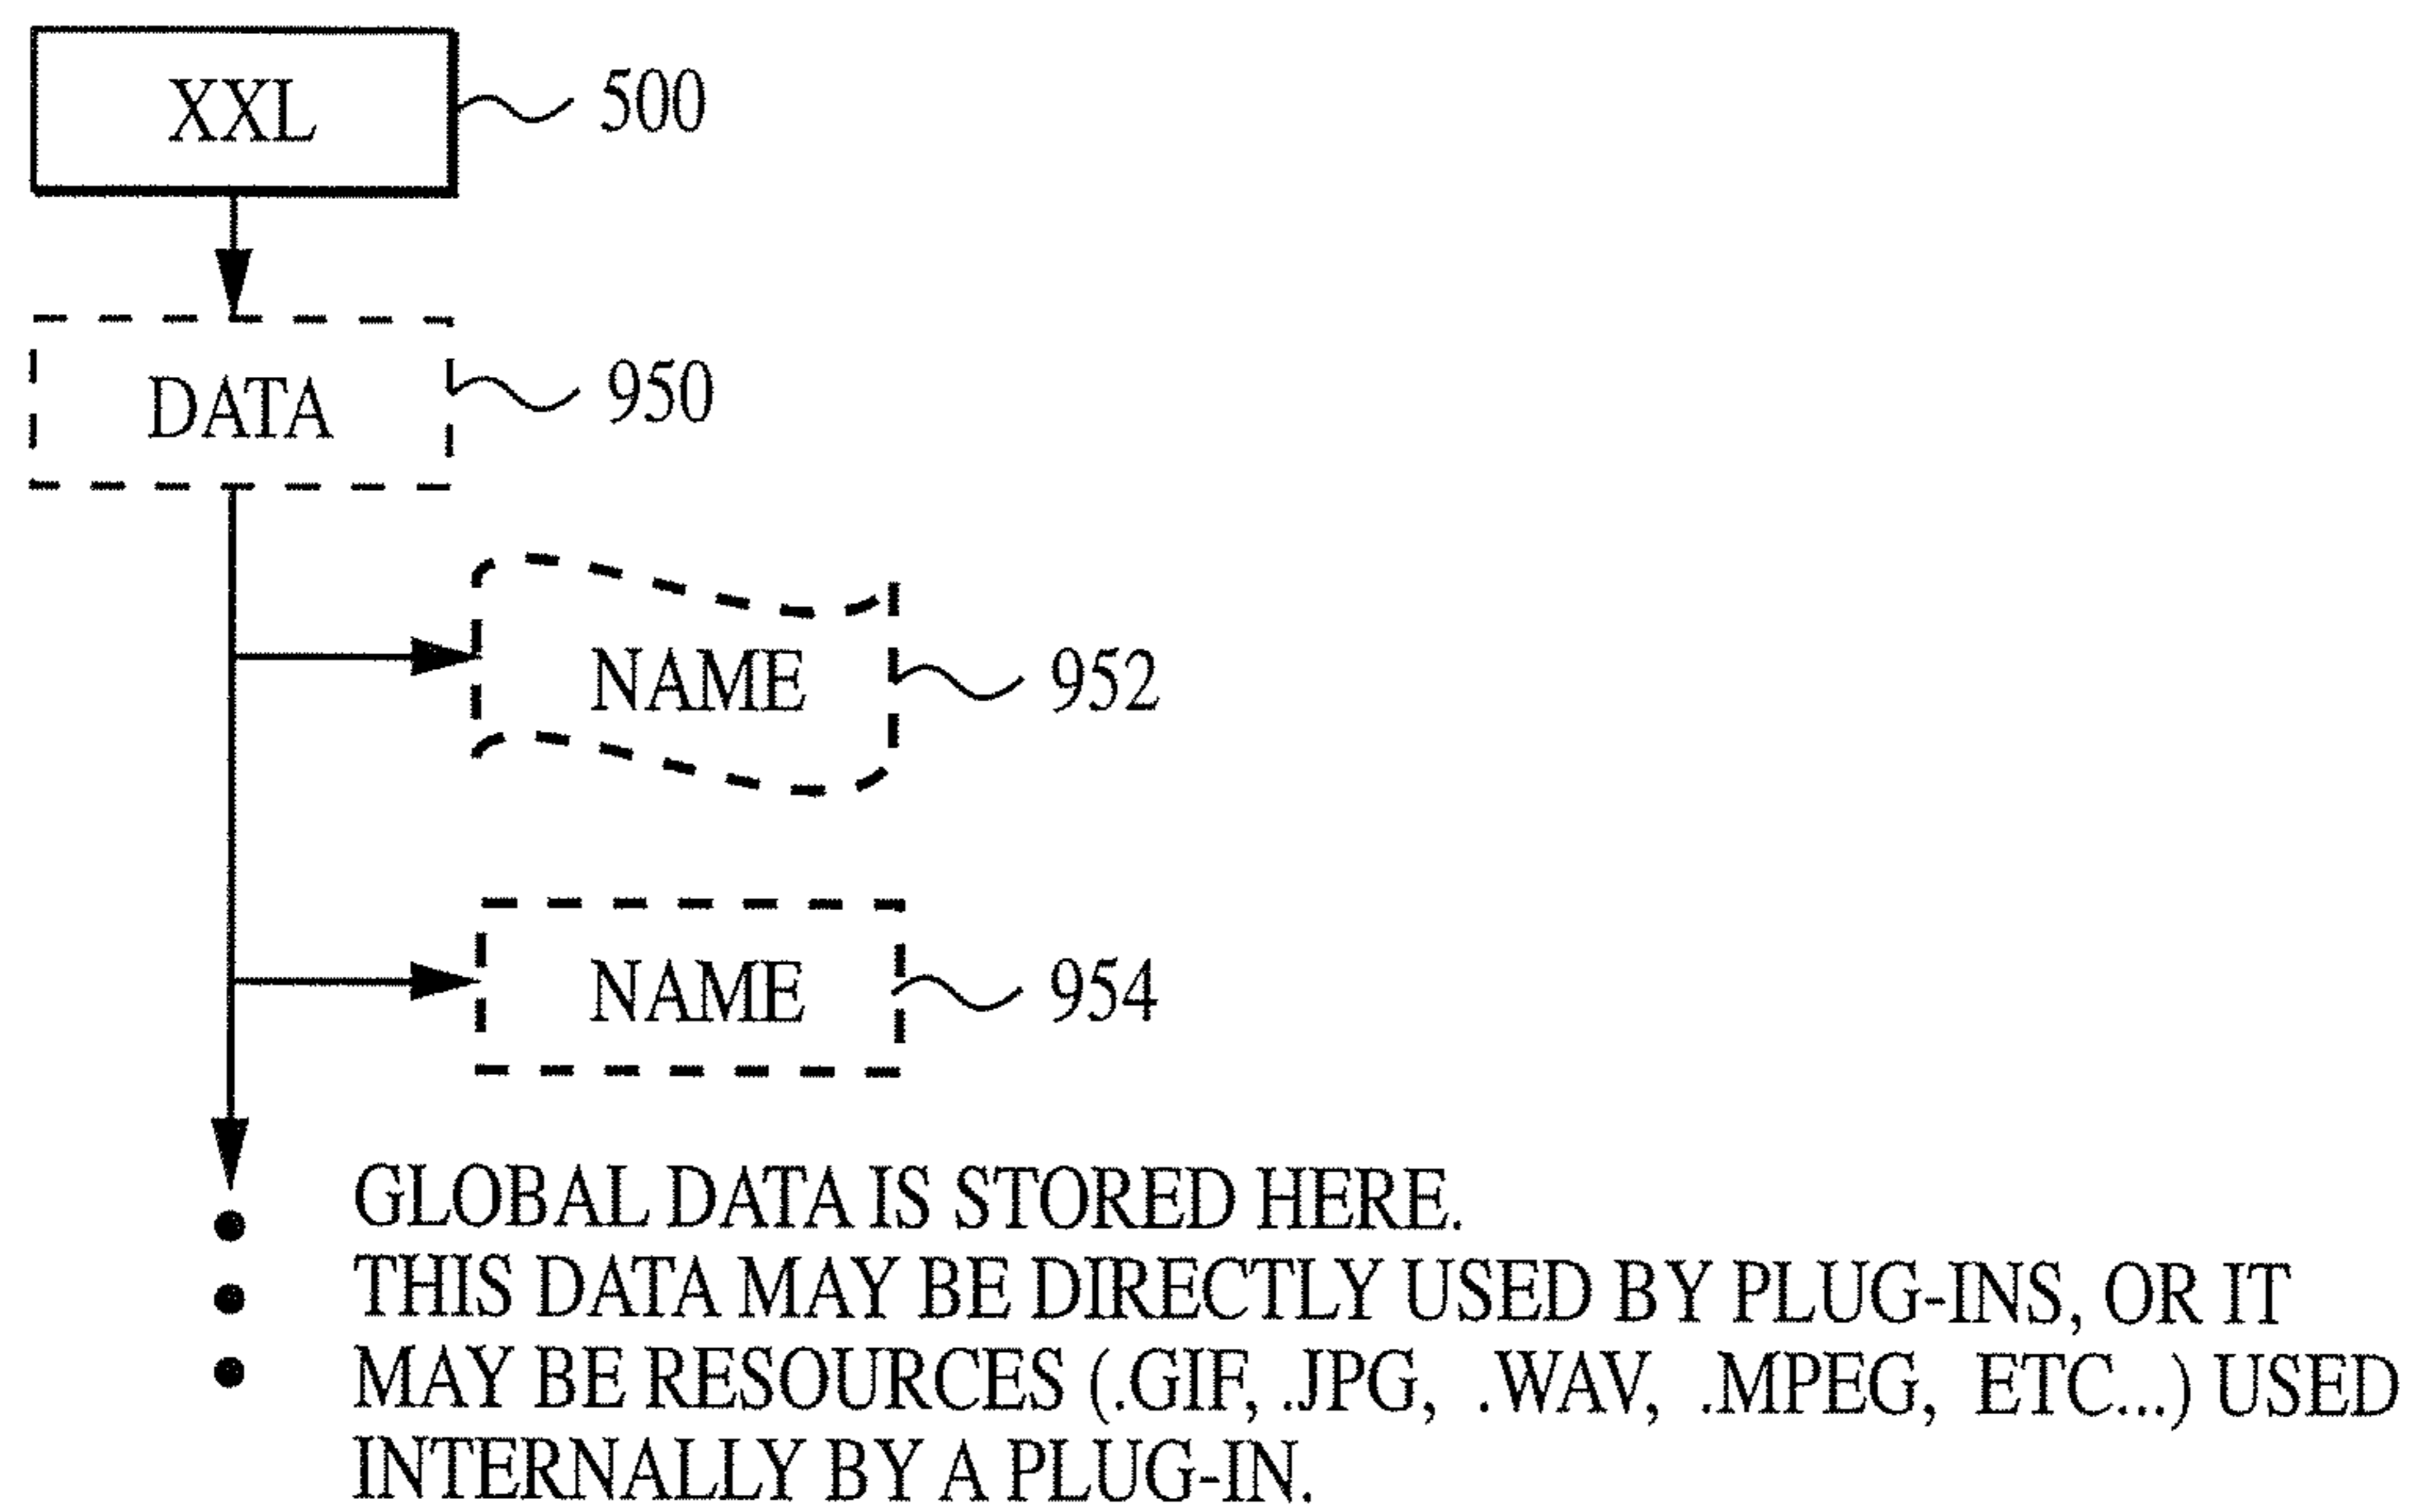 XXL 500
DATA 950
NAME 952
NAME 954
GLOBAL DATA IS STORED HERE.
THIS DATA MAY BE DIRECTLY USED BY PLUG-INS, OR IT
MAY BE RESOURCES (.GIF, .JPG, .WAV, .MPEG, ETC...) USED
INTERNALLY BY A PLUG-IN.